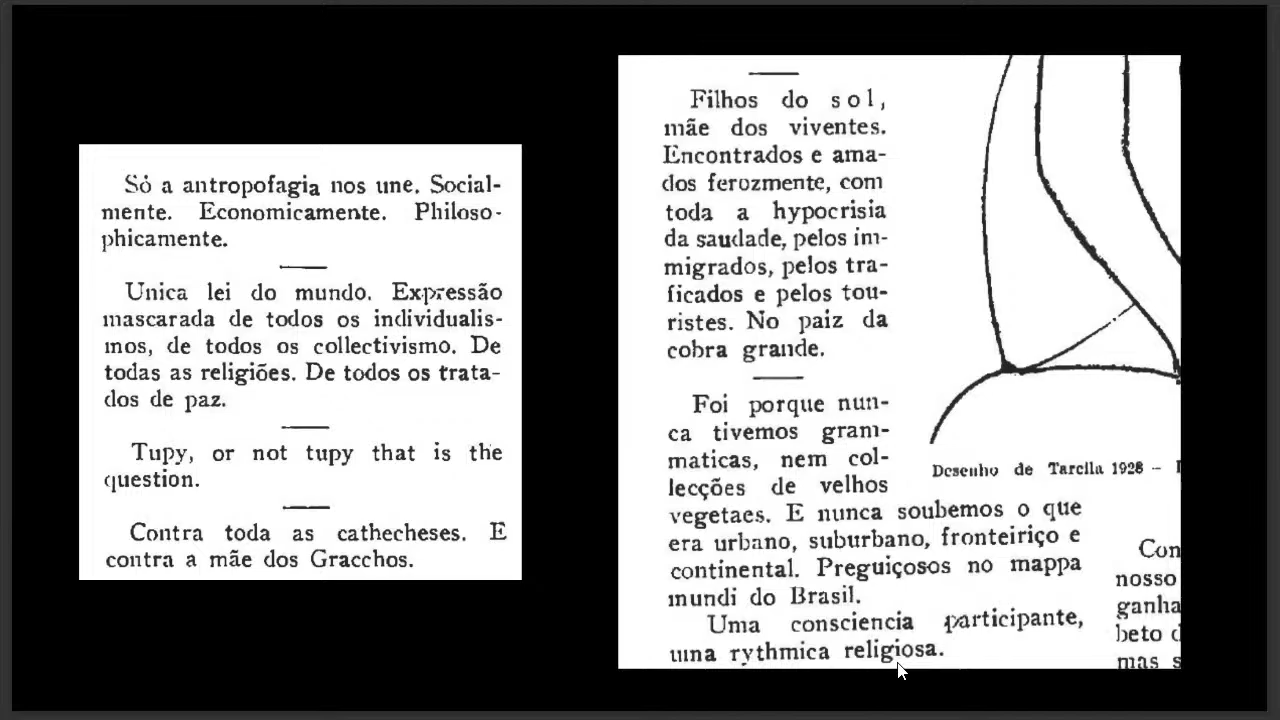 Só a antropofagia nos une. Social-
mente. Economicamente. Philoso-
phicamente.
Unica lei do mundo. Expressão
mascarada de todos os individualis-
mos, de todos os collectivismo. De
todas as religiões. De todos os trata-
dos de paz.
Tupy, or not tupy that is the
question.
Contra toda as cathecheses. E
contra a mãe dos Gracchos.
Filhos do sol,
mãe dos viventes.
Encontrados e ama-
dos ferozmente, com
toda a hypocrisia
da saudade, pelos im-
migrados, pelos tra-
ficados e pelos tou-
ristes. No paiz da
cobra grande.
Foi porque nun-
ca tivemos gram-
maticas, nem col-
lecções de velhos
vegetaes. E nunca soubemos o que
era urbano, suburbano, fronteiriço e
continental. Preguiçosos no mappa
mundi do Brasil.
Uma consciencia participante,
uma rythmica religiosa.
Desenho de Tarcila 1928 –
Con
nosso
ganha
beto d
mas s